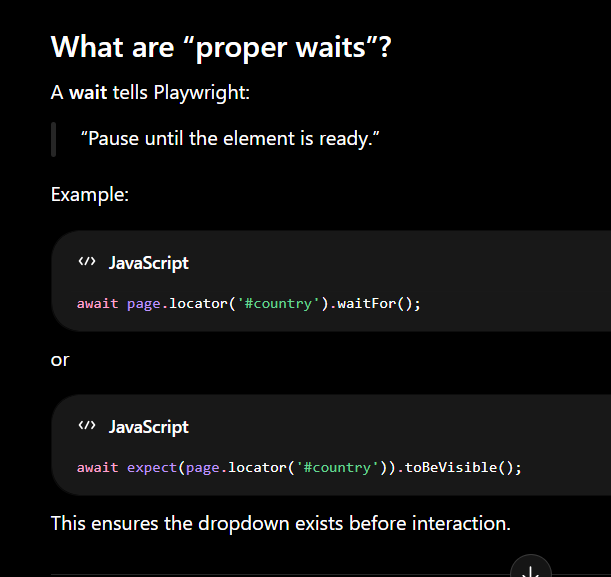 What are “proper waits”?
A wait tells Playwright:
“Pause until the element is ready.”
Example:
JavaScript
await page.locator('#country').waitFor();
or
JavaScript
await expect(page.locator('#country')).toBeVisible();
This ensures the dropdown exists before interaction.